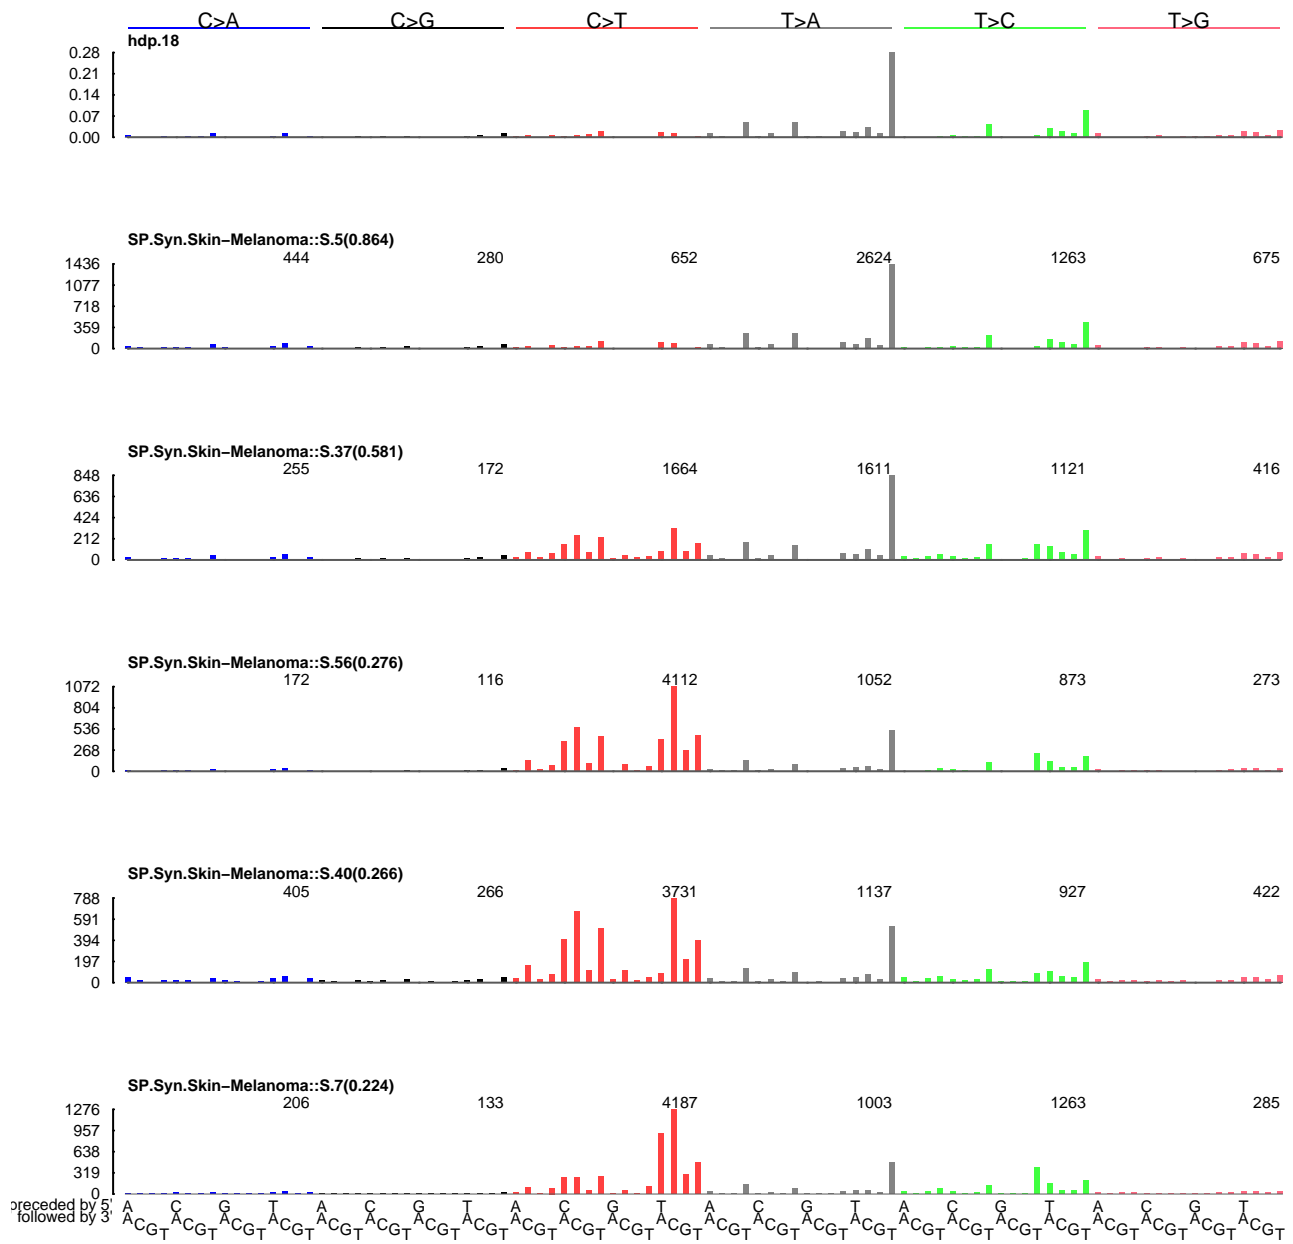 C>A C>G C>T T>A T>C T>G
hdp.18
0.28
0.21
0.14
0.07
0.00
SP.Syn.Skin−Melanoma::S.5(0.864)
444 280 652 2624 1263 675
1436
1077
718
359
0
SP.Syn.Skin−Melanoma::S.37(0.581)
255 172 1664 1611 1121 416
848
636
424
212
0
SP.Syn.Skin−Melanoma::S.56(0.276)
172 116 4112 1052 873 273
1072
804
536
268
0
SP.Syn.Skin−Melanoma::S.40(0.266)
405 266 3731 1137 927 422
788
591
394
197
0
SP.Syn.Skin−Melanoma::S.7(0.224)
206 133 4187 1003 1263 285
1276
957
638
319
0
preceded by 5' A C G T A C G T A C G T A C G T A C G T A C G T
followed by 3' A C G T A C G T A C G T A C G T A C G T A C G T A C G T A C G T A C G T A C G T A C G T A C G T A C G T A C G T A C G T A C G T A C G T A C G T A C G T A C G T A C G T A C G T A C G T A C G T